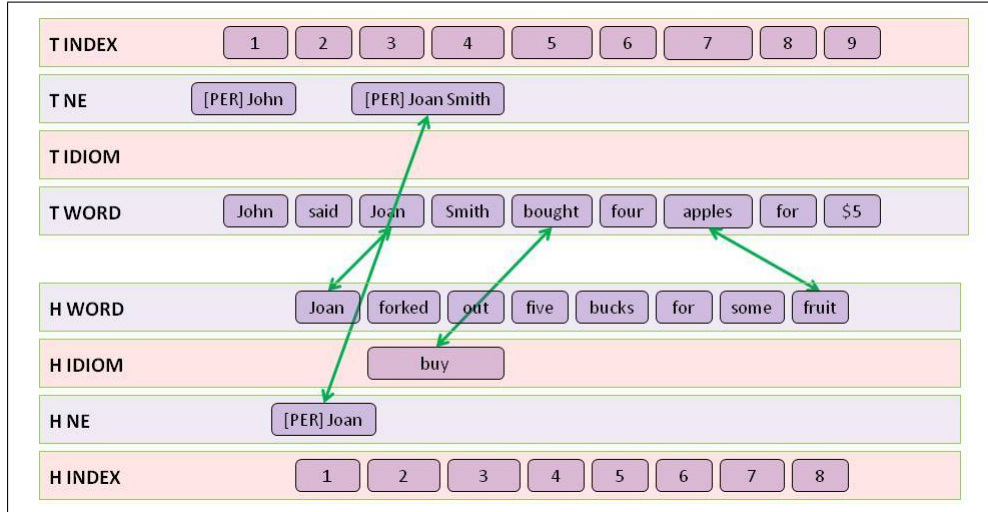 T INDEX 1 2 3 4 5 6 7 8 9
T NE [PER] John [PER] Joan Smith
T IDIOM
T WORD John said Joan Smith bought four apples for $5
H WORD Joan forked out five bucks for some fruit
H IDIOM buy
H NE [PER] Joan
H INDEX 1 2 3 4 5 6 7 8